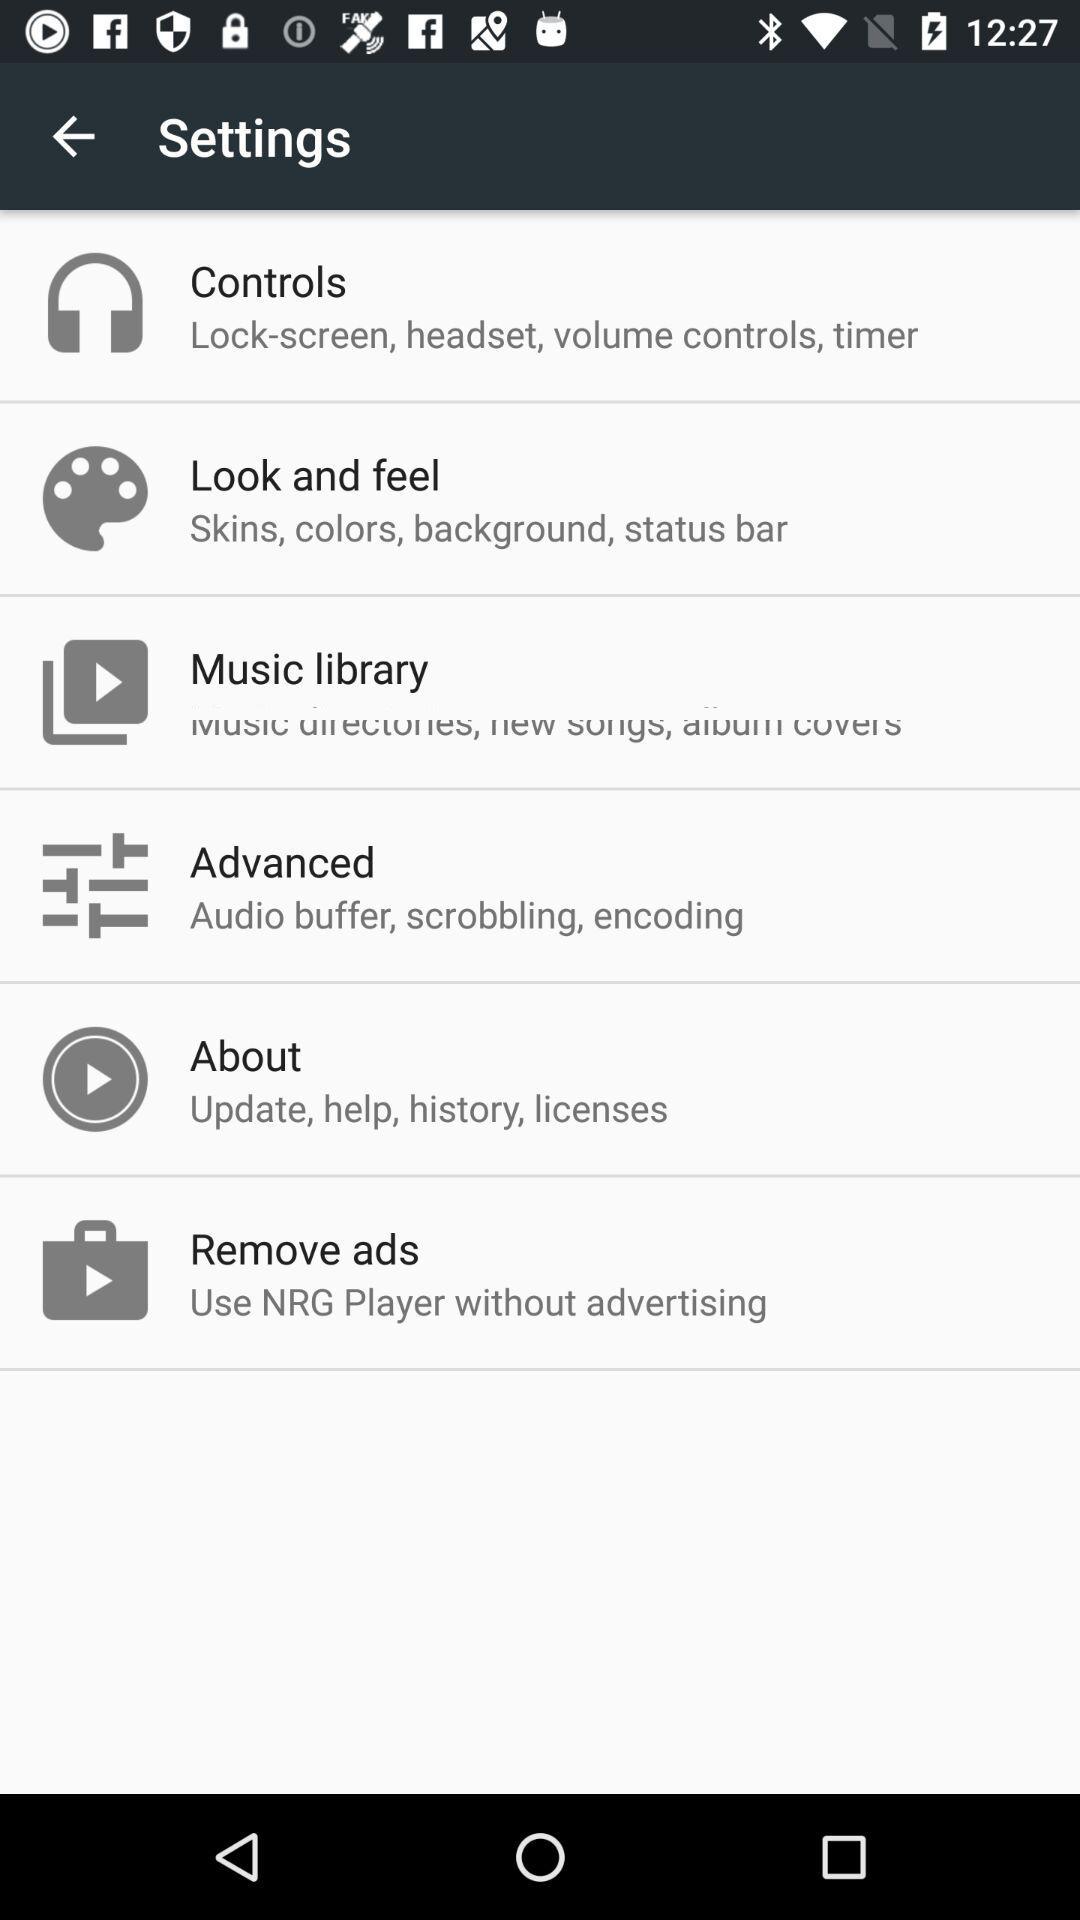 FAKE
12:27
Settings
Controls
Lock-screen, headset, volume controls, timer
Look and feel
Skins, colors, background, status bar
Music library
Music directories, new songs, album covers
Advanced
Audio buffer, scrobbling, encoding
About
Update, help, history, licenses
Remove ads
Use NRG Player without advertising